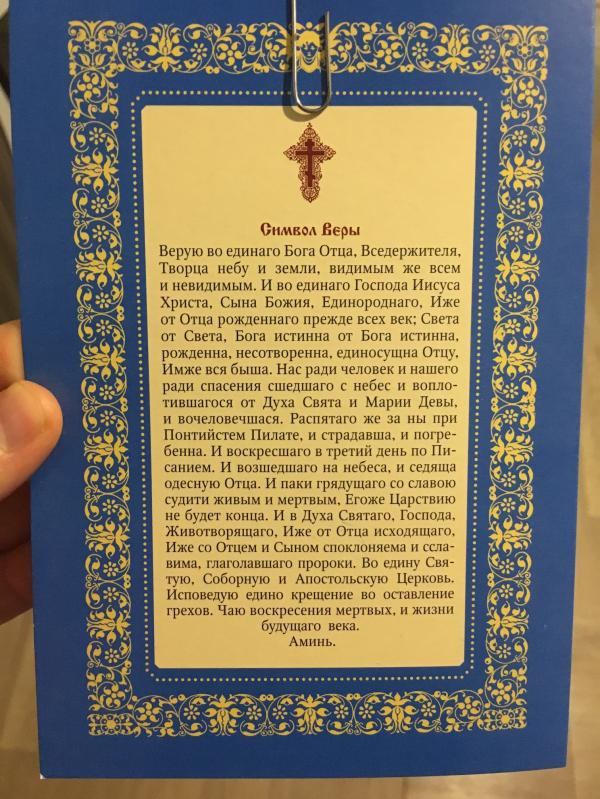 Символ Веры
Верую во единаго Бога Отца, Вседержителя,
Творца небу и земли, видимым же всем
и невидимым. И во единаго Господа Иисуса
Христа, Сына Божия, Единороднаго, Иже
от Отца рожденнаго прежде всех век; Света
от Света, Бога истинна от Бога истинна,
рожденна, несотворенна, единосущна Отцу,
Имже вся быша. Нас ради человек и нашего
ради спасения сшедшаго с небес и вопло-
тившагося от Духа Свята и Марии Девы,
и вочеловечшася. Распятаго же за ны при
Понтийстем Пилате, и страдавша, и погре-
бенна. И воскресшаго в третий день по Пи-
санием. И возшедшаго на небеса, и седяща
одесную Отца. И паки грядущаго со славою
судити живым и мертвым, Егоже Царствию
не будет конца. И в Духа Святаго, Господа,
Животворящаго, Иже от Отца исходящаго,
Иже со Отцем и Сыном споклоняема и ссла-
вима, глаголавшаго пророки. Во едину Свя-
тую, Соборную и Апостольскую Церковь.
Исповедую едино крещение во оставление
грехов. Чаю воскресения мертвых, и жизни
будущаго века.
Аминь.